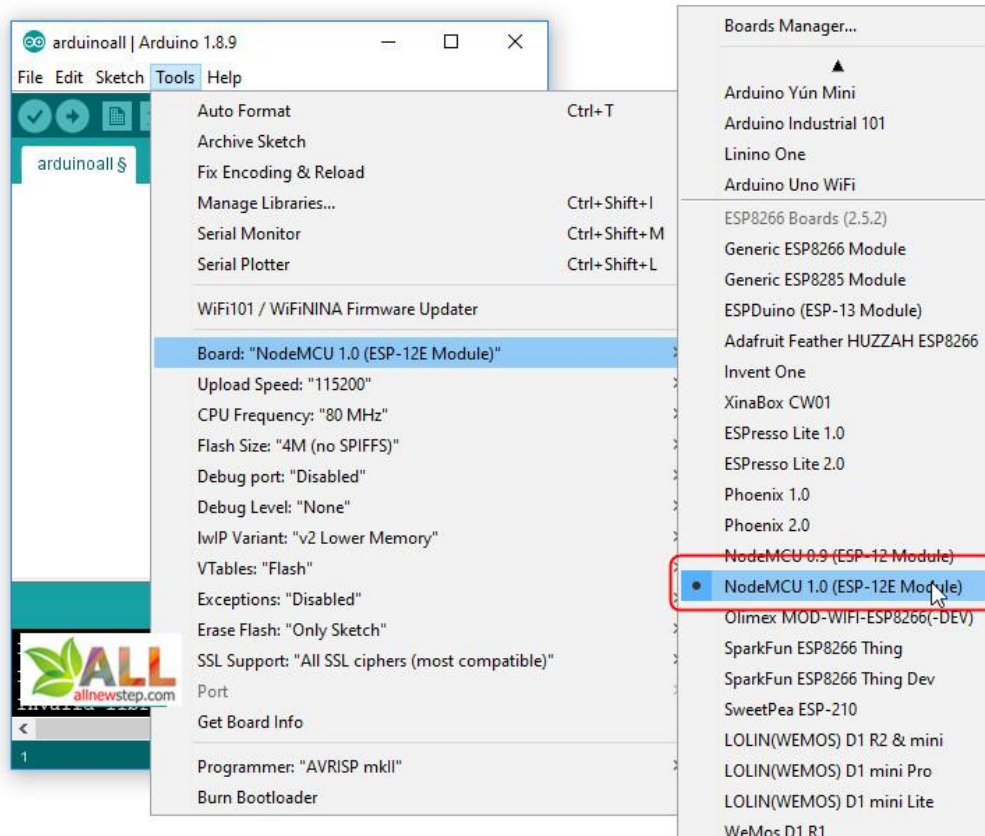 arduinoall | Arduino 1.8.9
File Edit Sketch Tools Help
arduinoall §
Auto Format Ctrl+T
Archive Sketch
Fix Encoding & Reload
Manage Libraries... Ctrl+Shift+I
Serial Monitor Ctrl+Shift+M
Serial Plotter Ctrl+Shift+L
WiFi101 / WiFiNINA Firmware Updater
Board: "NodeMCU 1.0 (ESP-12E Module)"
Upload Speed: "115200"
CPU Frequency: "80 MHz"
Flash Size: "4M (no SPIFFS)"
Debug port: "Disabled"
Debug Level: "None"
IwIP Variant: "v2 Lower Memory"
VTables: "Flash"
Exceptions: "Disabled"
Erase Flash: "Only Sketch"
SSL Support: "All SSL ciphers (most compatible)"
Port
Get Board Info
Programmer: "AVRISP mkII"
Burn Bootloader
ALL
allnewstep.com
1
Boards Manager...
Arduino Yún Mini
Arduino Industrial 101
Linino One
Arduino Uno WiFi
ESP8266 Boards (2.5.2)
Generic ESP8266 Module
Generic ESP8285 Module
ESPDuino (ESP-13 Module)
Adafruit Feather HUZZAH ESP8266
Invent One
XinaBox CW01
ESPresso Lite 1.0
ESPresso Lite 2.0
Phoenix 1.0
Phoenix 2.0
NodeMCU 0.9 (ESP-12 Module)
NodeMCU 1.0 (ESP-12E Module)
Olimex MOD-WIFI-ESP8266(-DEV)
SparkFun ESP8266 Thing
SparkFun ESP8266 Thing Dev
SweetPea ESP-210
LOLIN(WEMOS) D1 R2 & mini
LOLIN(WEMOS) D1 mini Pro
LOLIN(WEMOS) D1 mini Lite
WeMos D1 R1